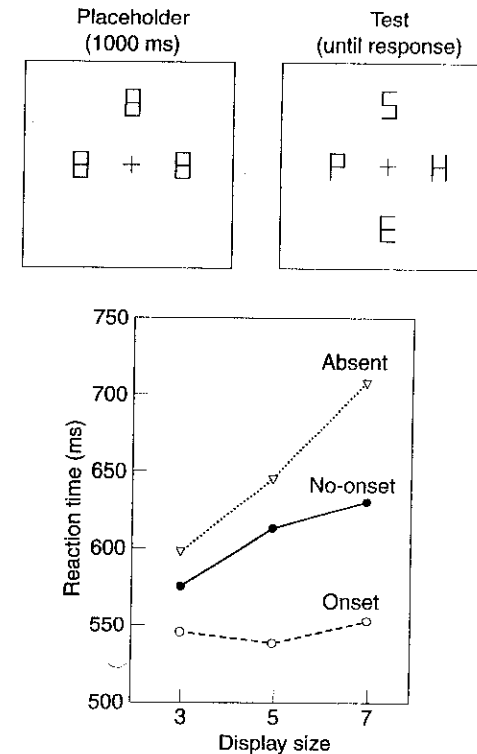 Placeholder
(1000 ms)
Test
(until response)
8
8 + 8
S
P + H
E
750
700
650
600
550
500
Reaction time (ms)
Absent
No-onset
Onset
3 5 7
Display size